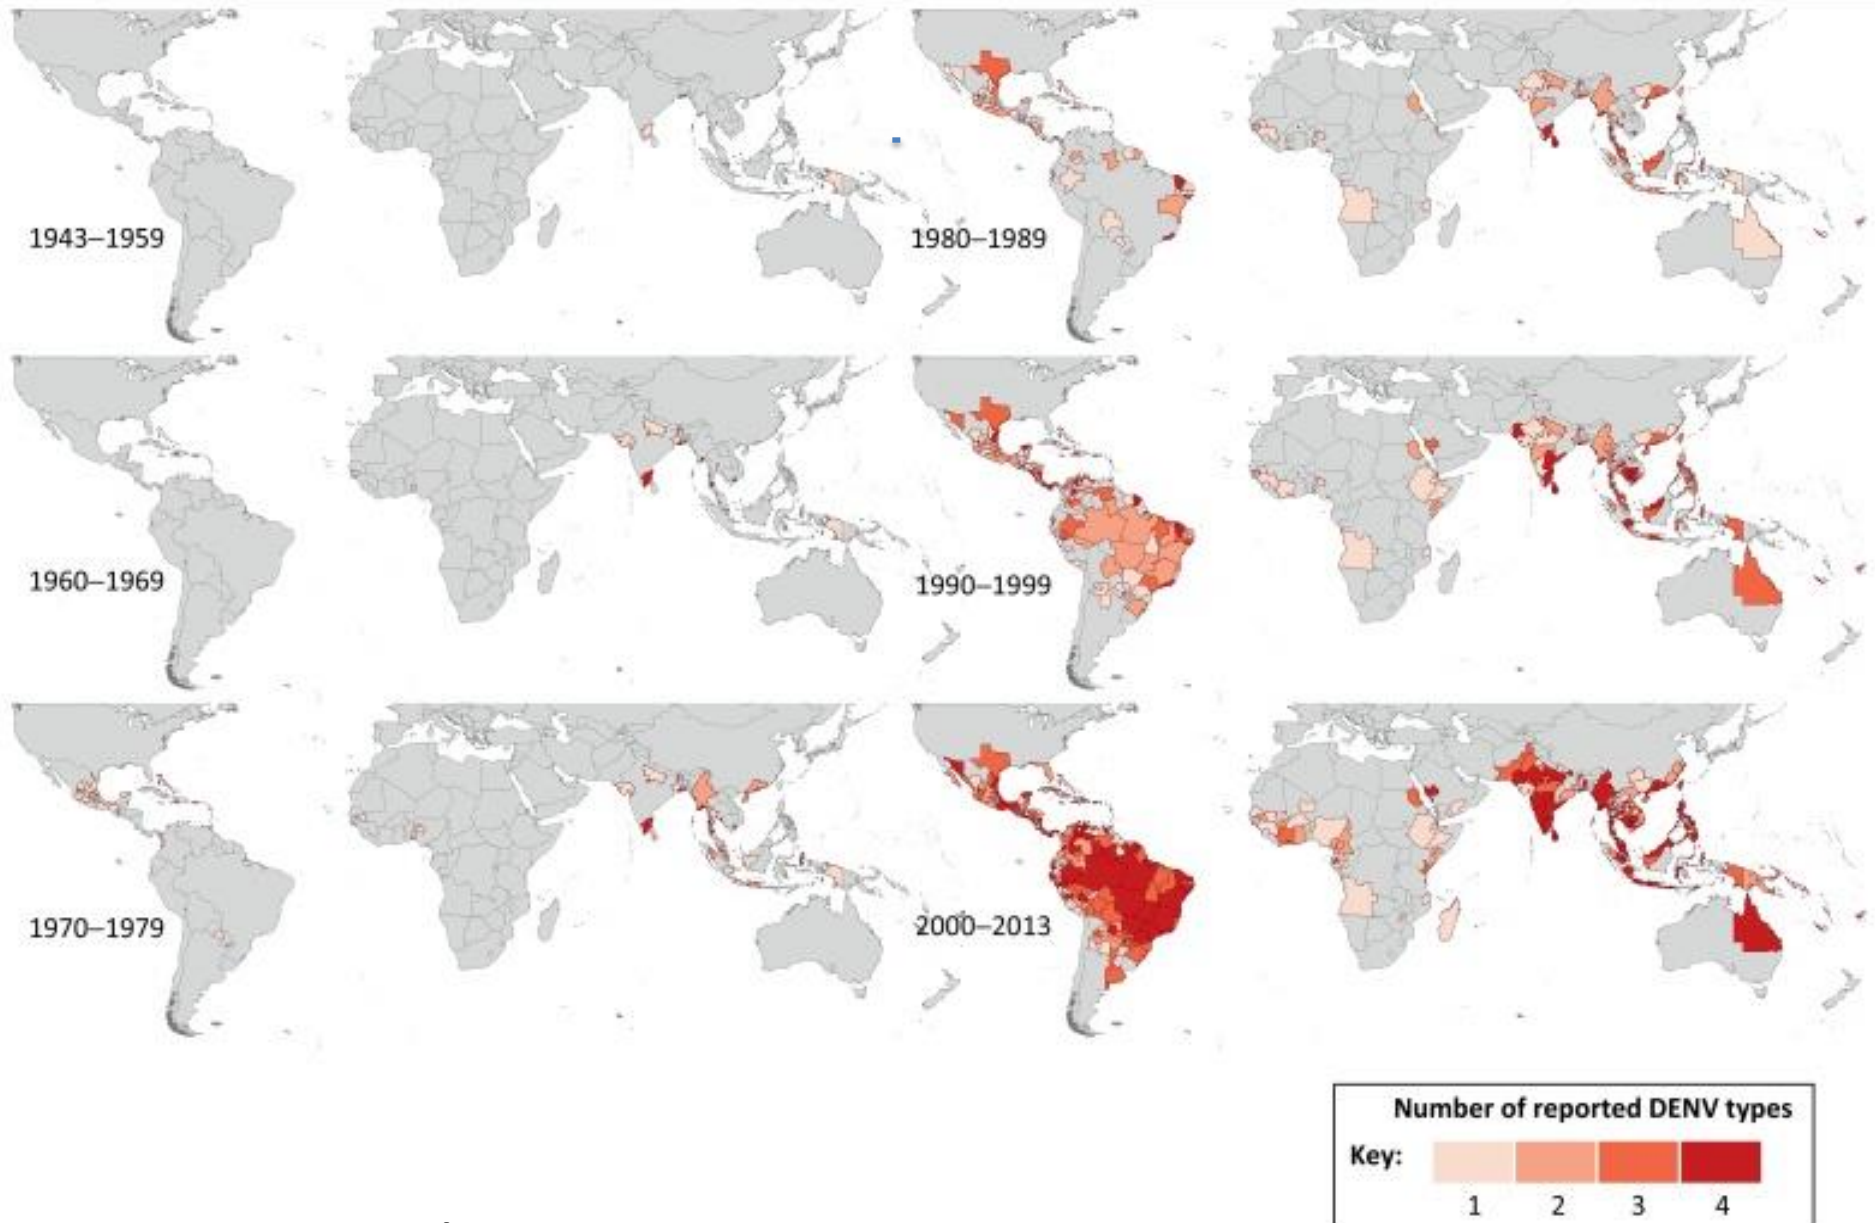 1943–1959
1980–1989
1960–1969
1990–1999
1970–1979
2000–2013
Number of reported DENV types
Key:
1 2 3 4